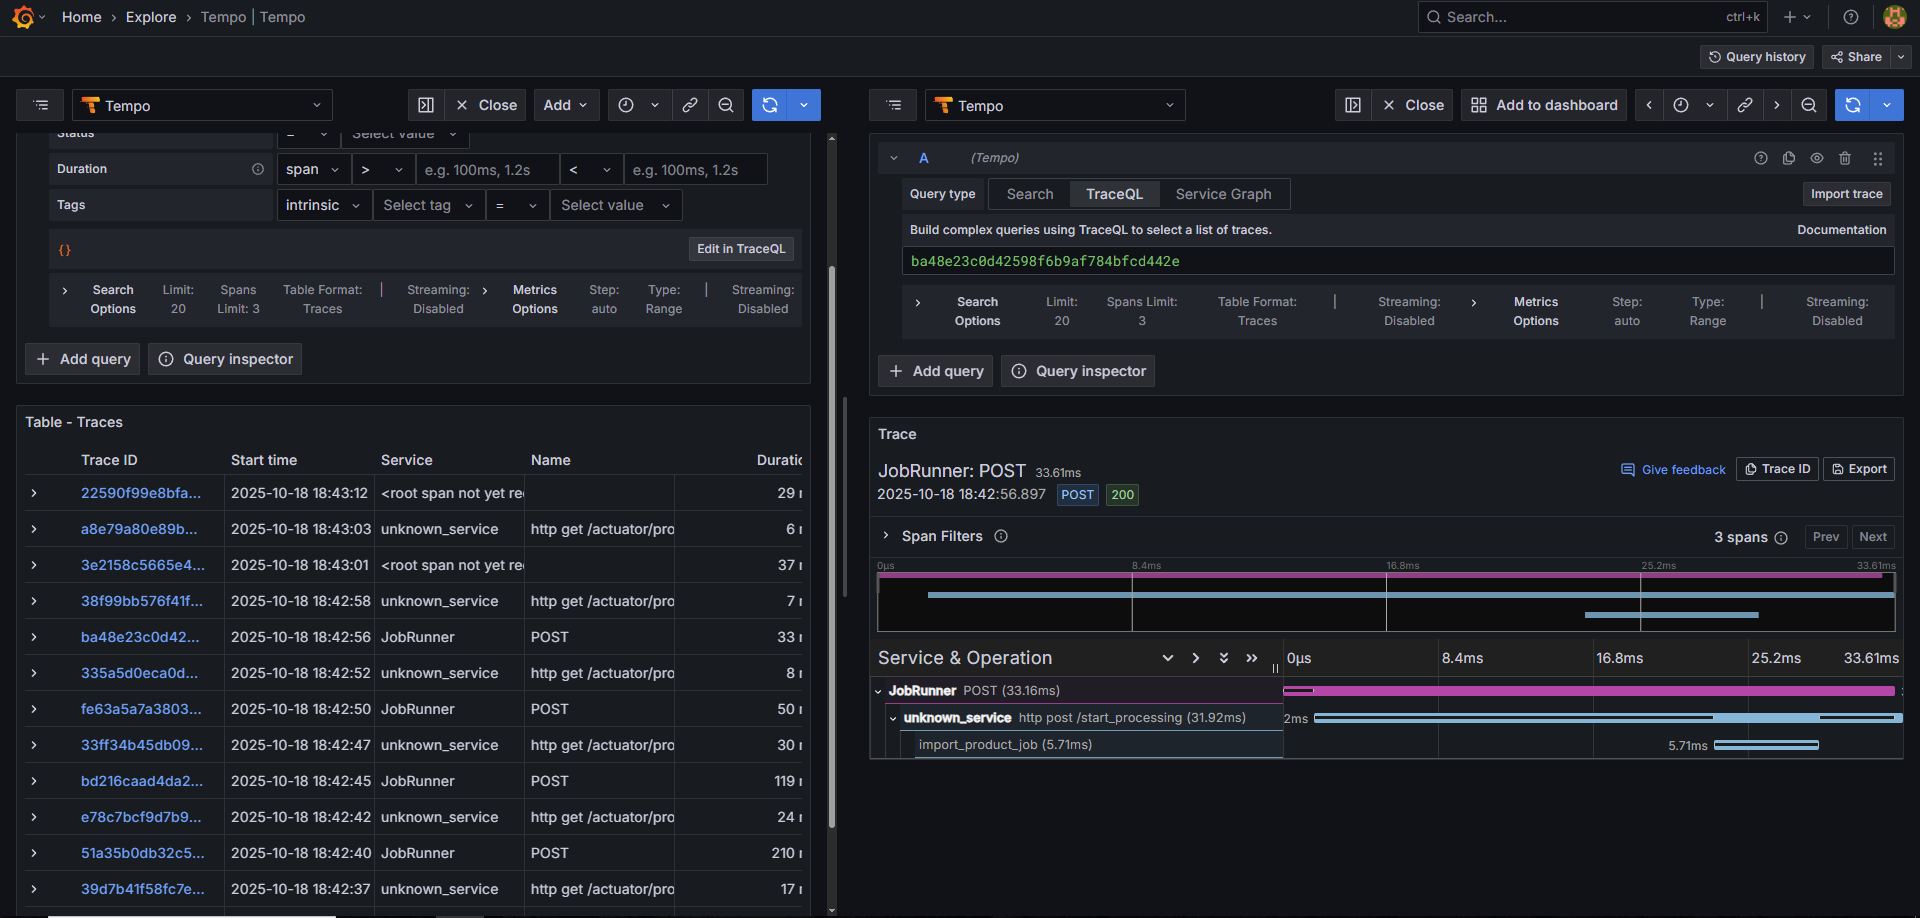 Home › Explore › Tempo | Tempo
Search... ctrl+k
Query history Share
Tempo Close Add
Status = Select value
Duration span > e.g. 100ms, 1.2s < e.g. 100ms, 1.2s
Tags intrinsic Select tag = Select value
{} Edit in TraceQL
Search Options Limit: 20 Spans Limit: 3 Table Format: Traces | Streaming: Disabled Metrics Options Step: auto Type: Range | Streaming: Disabled
+ Add query Query inspector
Table - Traces
Trace ID Start time Service Name Duratic
22590f99e8bfa... 2025-10-18 18:43:12 <root span not yet re 29
a8e79a80e89b... 2025-10-18 18:43:03 unknown_service http get /actuator/pro 6
3e2158c5665e4... 2025-10-18 18:43:01 <root span not yet re 37
38f99bb576f41f... 2025-10-18 18:42:58 unknown_service http get /actuator/pro 7
ba48e23c0d42... 2025-10-18 18:42:56 JobRunner POST 33
335a5d0eca0d... 2025-10-18 18:42:52 unknown_service http get /actuator/pro 8
fe63a5a7a3803... 2025-10-18 18:42:50 JobRunner POST 50
33ff34b45db09... 2025-10-18 18:42:47 unknown_service http get /actuator/pro 30
bd216caad4da2... 2025-10-18 18:42:45 JobRunner POST 119
e78c7bcf9d7b9... 2025-10-18 18:42:42 unknown_service http get /actuator/pro 24
51a35b0db32c5... 2025-10-18 18:42:40 JobRunner POST 210
39d7b41f58fc7e... 2025-10-18 18:42:37 unknown_service http get /actuator/pro 17
Tempo Close Add to dashboard
A (Tempo)
Query type Search TraceQL Service Graph Import trace
Build complex queries using TraceQL to select a list of traces. Documentation
ba48e23c0d42598f6b9af784bfcd442e
Search Options Limit: 20 Spans Limit: 3 Table Format: Traces | Streaming: Disabled Metrics Options Step: auto Type: Range | Streaming: Disabled
+ Add query Query inspector
Trace
JobRunner: POST 33.61ms Give feedback Trace ID Export
2025-10-18 18:42:56.897 POST 200
Span Filters 3 spans Prev Next
0μs 8.4ms 16.8ms 25.2ms 33.61ms
Service & Operation 0μs 8.4ms 16.8ms 25.2ms 33.61ms
JobRunner POST (33.16ms)
unknown_service http post /start_processing (31.92ms) 2ms
import_product_job (5.71ms) 5.71ms